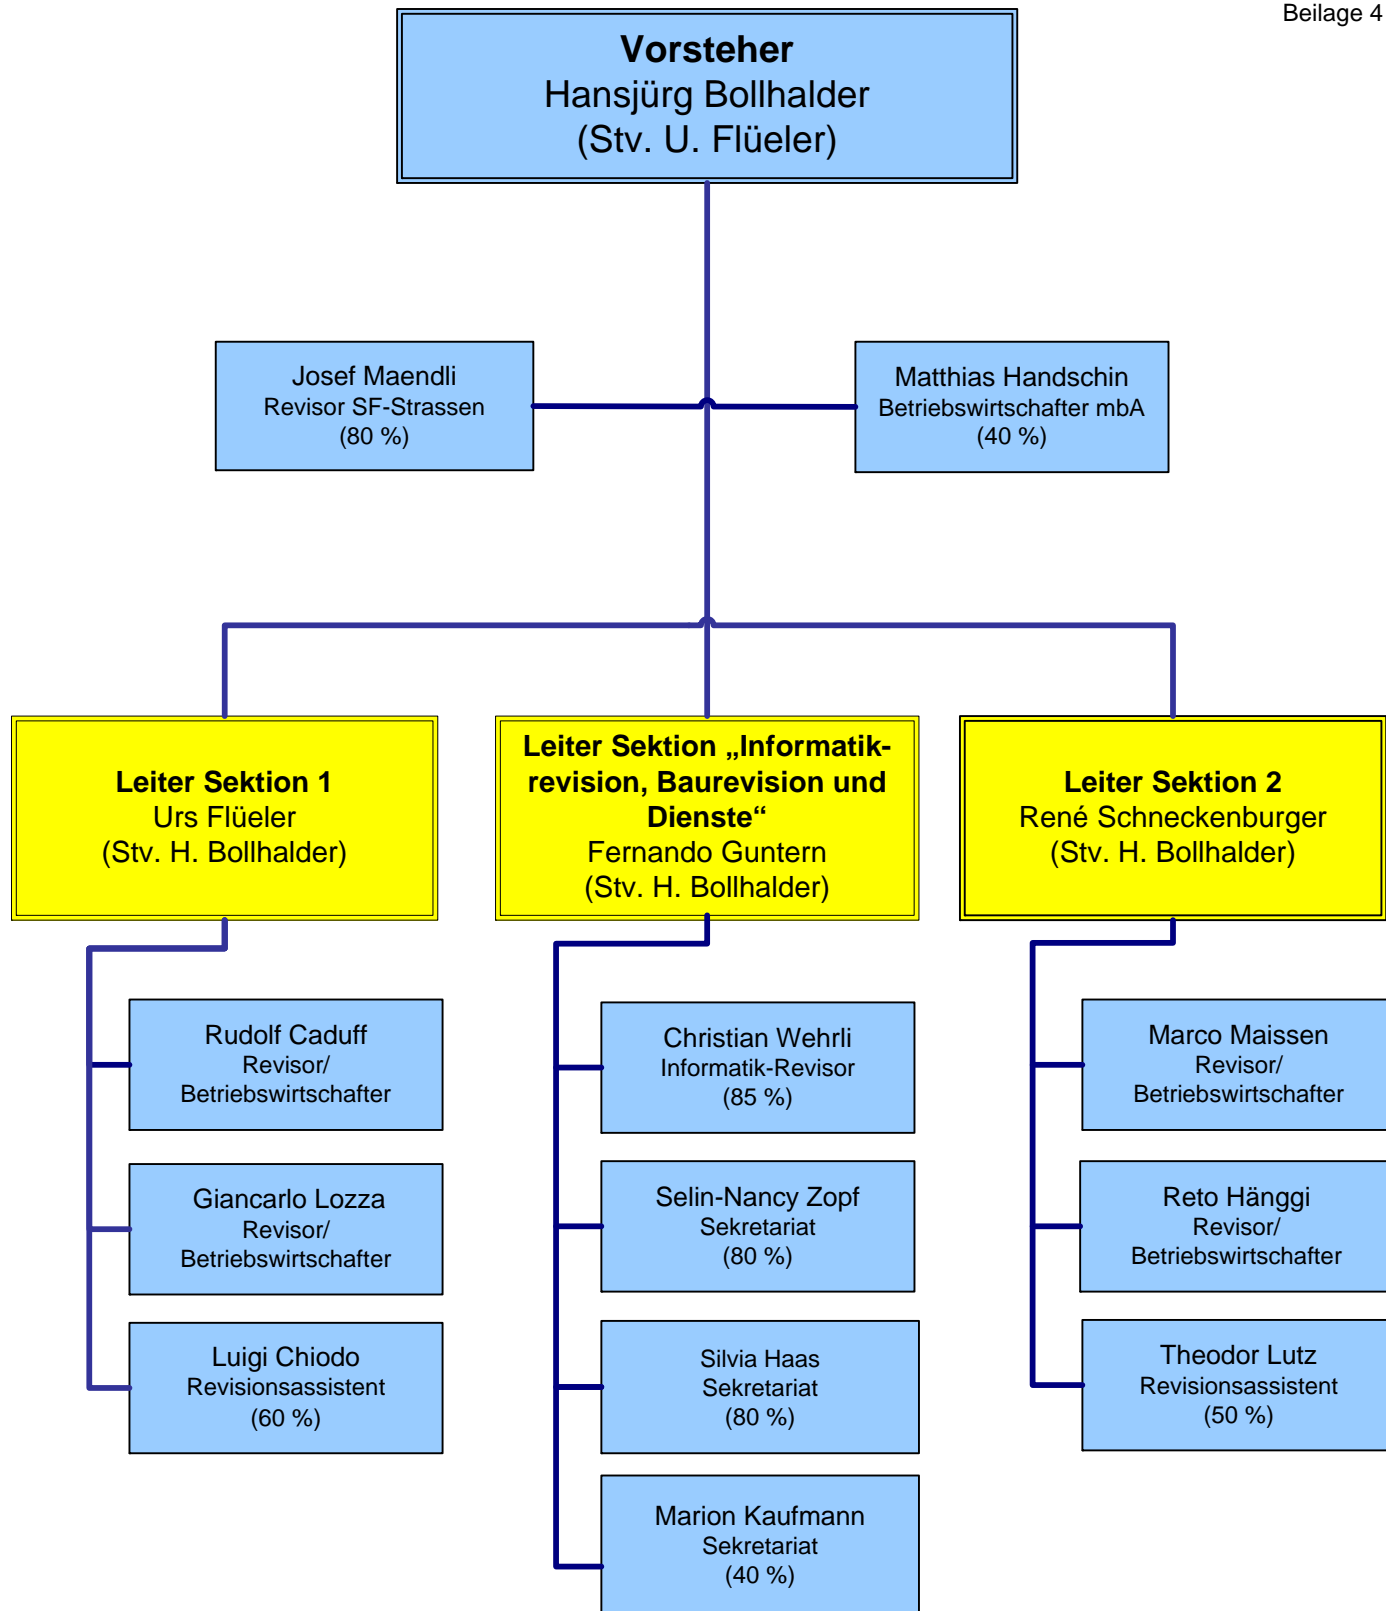 Beilage 4
Vorsteher
Hansjürg Bollhalder
(Stv. U. Flüeler)
Josef Maendli
Revisor SF-Strassen
(80 %)
Matthias Handschin
Betriebswirtschafter mbA
(40 %)
Leiter Sektion 1
Urs Flüeler
(Stv. H. Bollhalder)
Leiter Sektion „Informatik-
revision, Baurevision und
Dienste“
Fernando Guntern
(Stv. H. Bollhalder)
Leiter Sektion 2
René Schneckenburger
(Stv. H. Bollhalder)
Rudolf Caduff
Revisor/
Betriebswirtschafter
Giancarlo Lozza
Revisor/
Betriebswirtschafter
Luigi Chiodo
Revisionsassistent
(60 %)
Christian Wehrli
Informatik-Revisor
(85 %)
Selin-Nancy Zopf
Sekretariat
(80 %)
Silvia Haas
Sekretariat
(80 %)
Marion Kaufmann
Sekretariat
(40 %)
Marco Maissen
Revisor/
Betriebswirtschafter
Reto Hänggi
Revisor/
Betriebswirtschafter
Theodor Lutz
Revisionsassistent
(50 %)